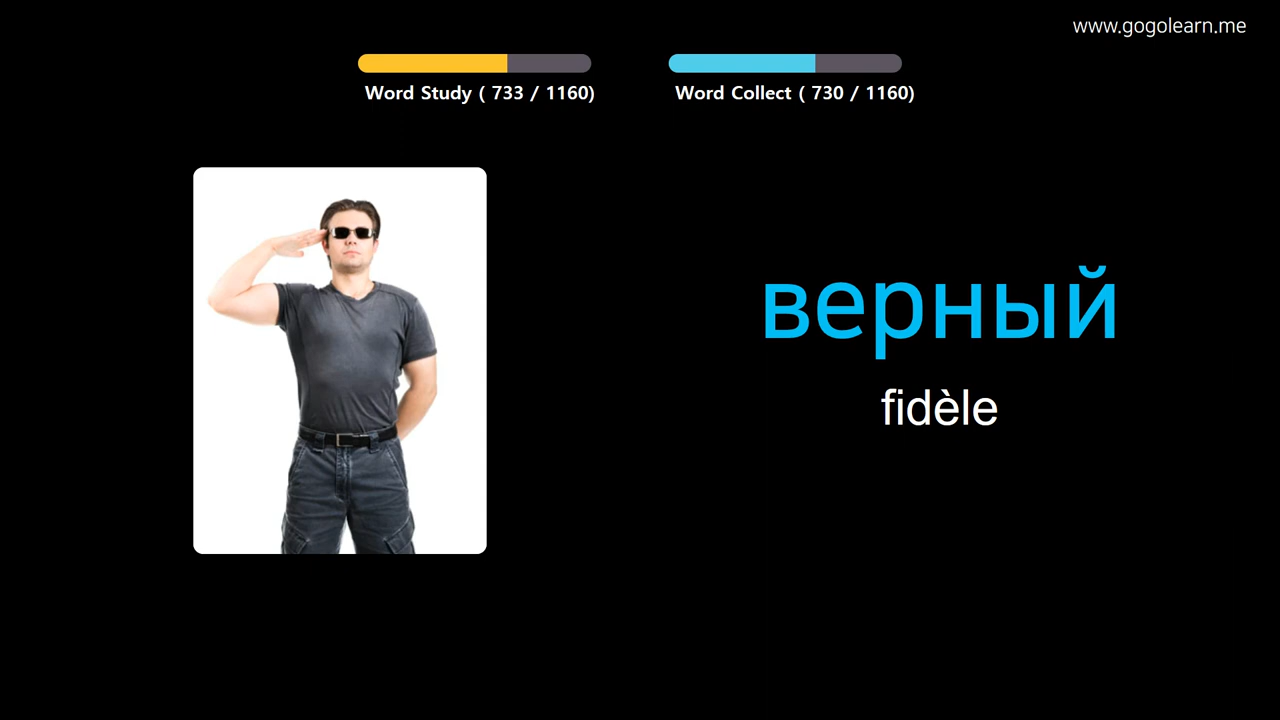 www.gogolearn.me
Word Study ( 733 / 1160)
Word Collect ( 730 / 1160)
верный
fidèle